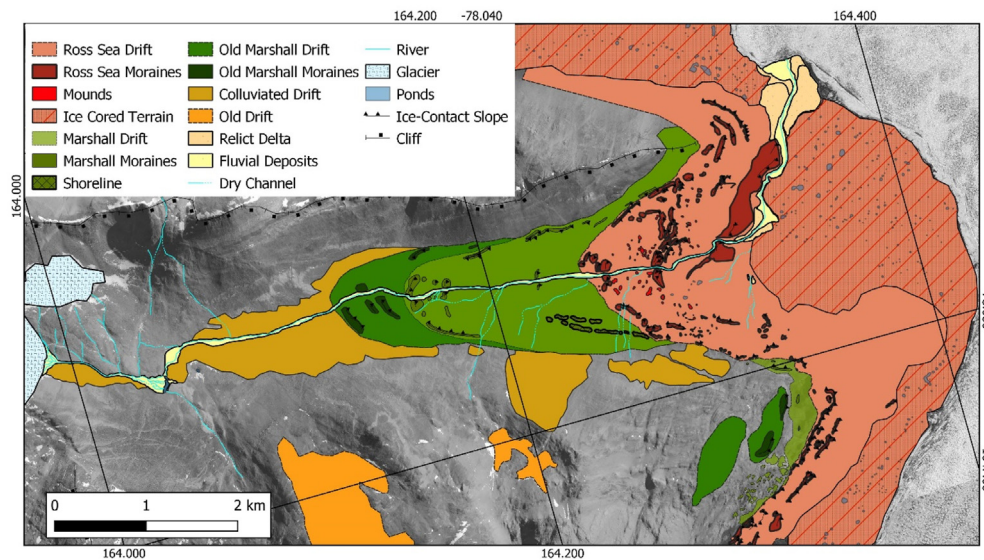 164.200 -78.040 164.400
Ross Sea Drift
Ross Sea Moraines
Mounds
Ice Cored Terrain
Marshall Drift
Marshall Moraines
Shoreline
Old Marshall Drift
Old Marshall Moraines
Colluviated Drift
Old Drift
Relict Delta
Fluvial Deposits
Dry Channel
River
Glacier
Ponds
Ice-Contact Slope
Cliff
164.000
0 1 2 km
164.000 164.200